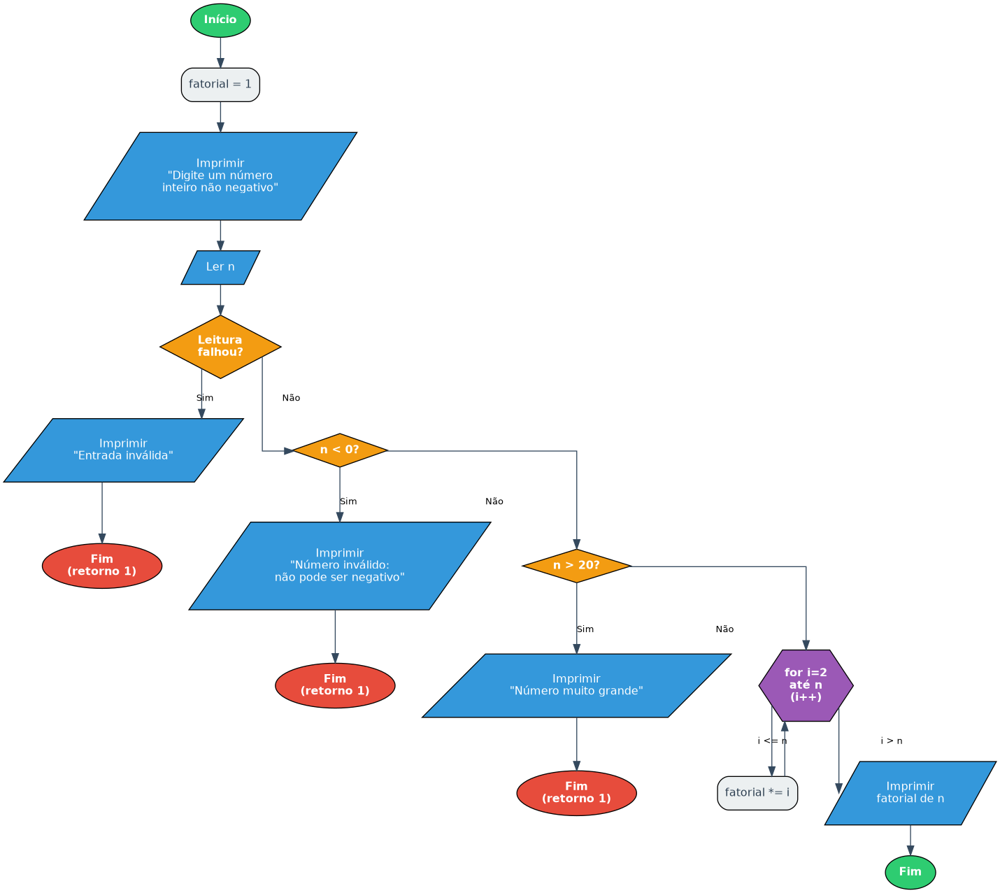 Início
fatorial = 1
Imprimir
"Digite um número
inteiro não negativo"
Ler n
Leitura
falhou?
Sim
Não
Imprimir
"Entrada inválida"
n < 0?
Fim
(retorno 1)
Sim
Não
Imprimir
"Número inválido:
não pode ser negativo"
n > 20?
Fim
(retorno 1)
Sim
Não
Imprimir
"Número muito grande"
for i=2
até n
(i++)
Fim
(retorno 1)
i <= n
i > n
fatorial *= i
Imprimir
fatorial de n
Fim